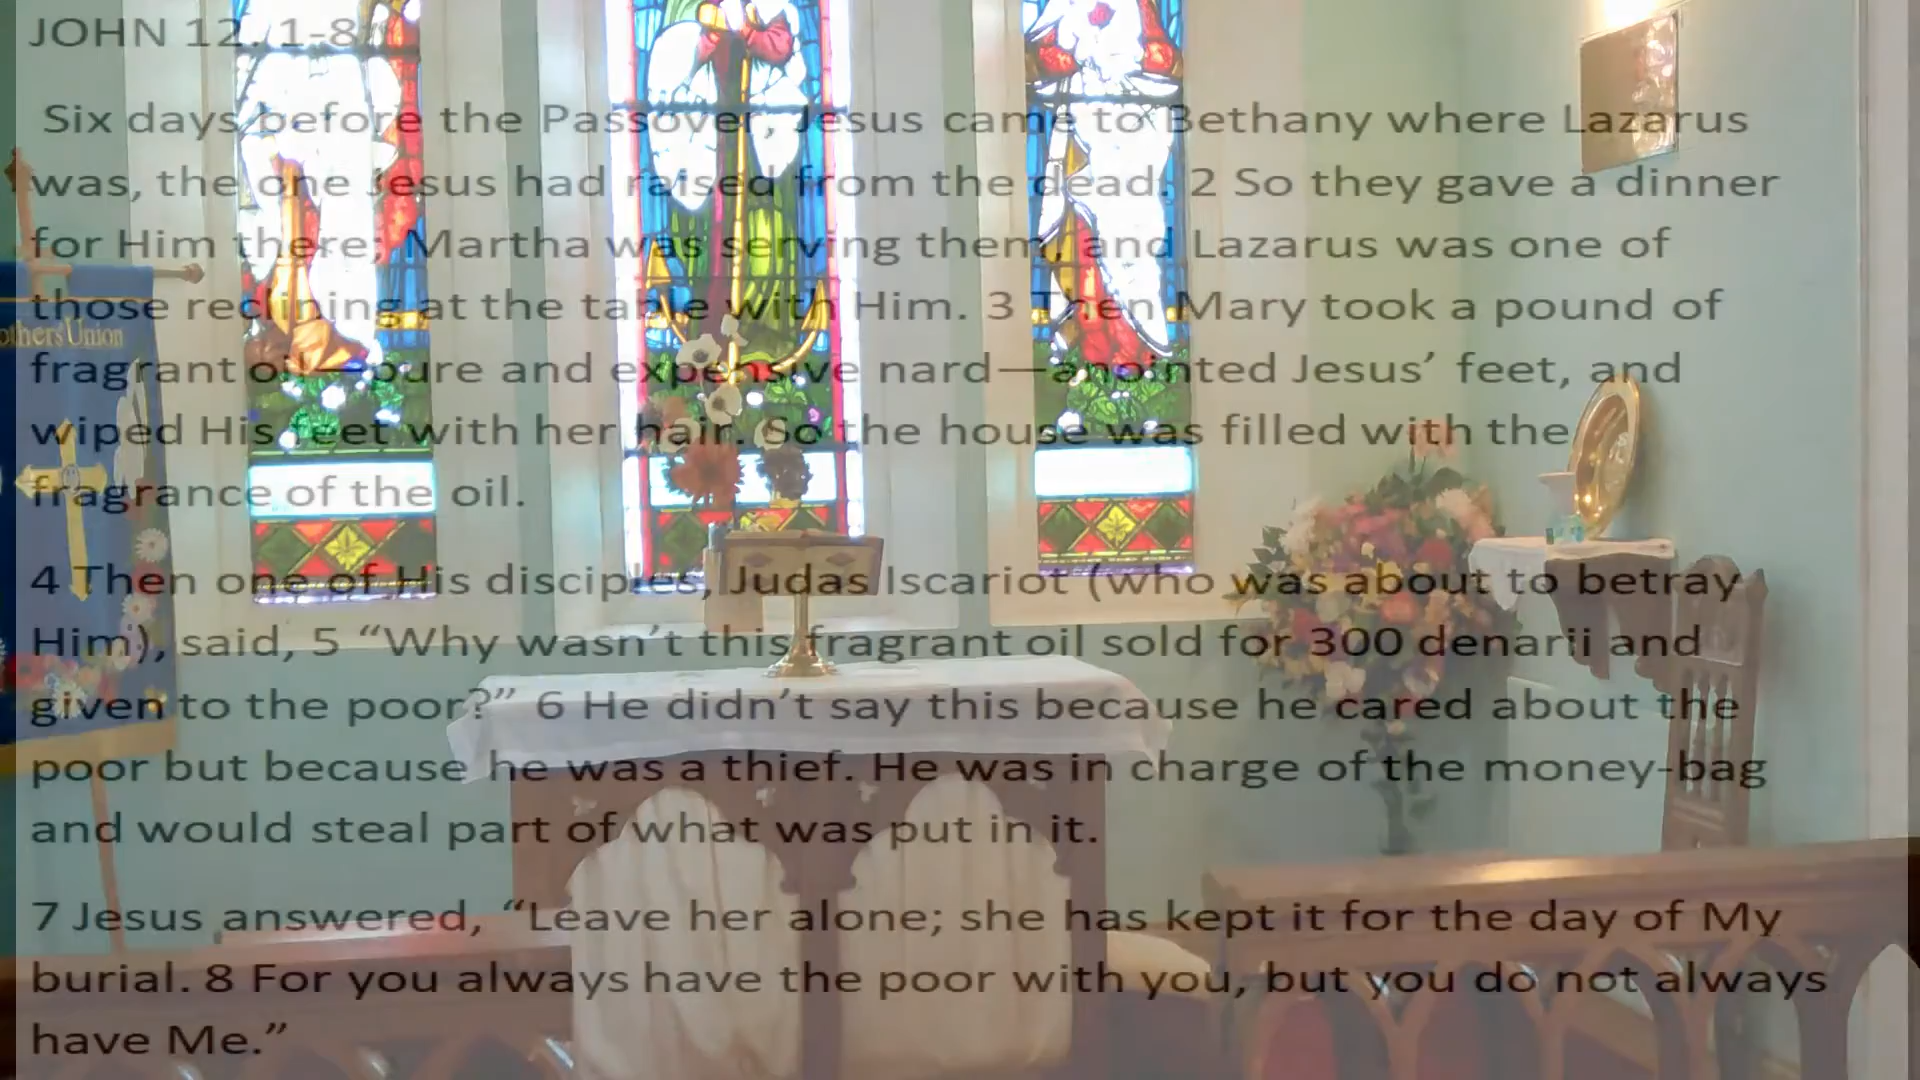 JOHN 12. 1-8:
Six days before the Passover, Jesus came to Bethany where Lazarus
was, the one Jesus had raised from the dead. 2 So they gave a dinner
for Him there; Martha was serving them, and Lazarus was one of
those reclining at the table with Him. 3 Then Mary took a pound of
fragrant oil—pure and expensive nard—anointed Jesus’ feet, and
wiped His feet with her hair. So the house was filled with the
fragrance of the oil.
4 Then one of His disciples, Judas Iscariot (who was about to betray
Him), said, 5 “Why wasn’t this fragrant oil sold for 300 denarii and
given to the poor?” 6 He didn’t say this because he cared about the
poor but because he was a thief. He was in charge of the money-bag
and would steal part of what was put in it.
7 Jesus answered, “Leave her alone; she has kept it for the day of My
burial. 8 For you always have the poor with you, but you do not always
have Me.”
others' Union